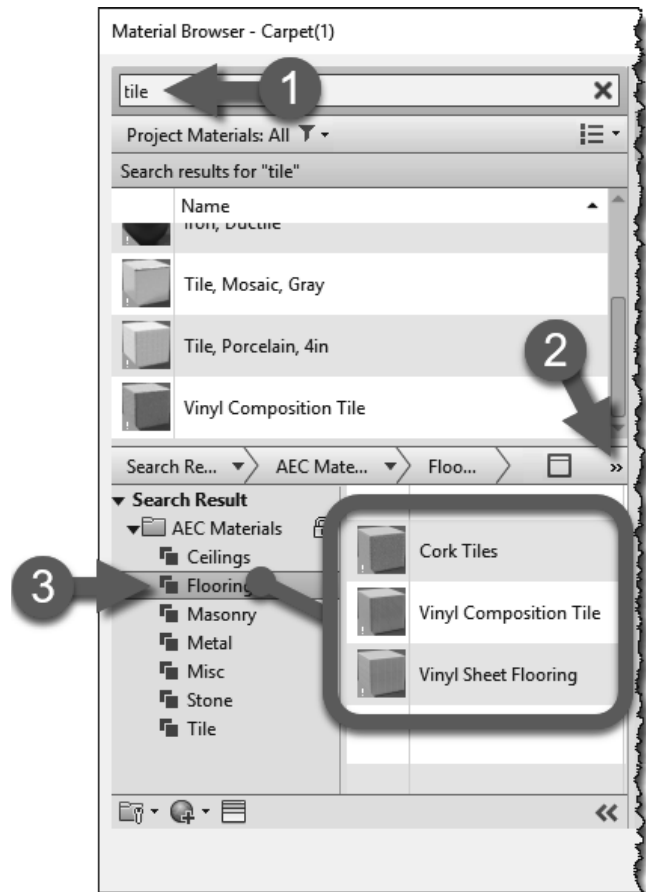 Material Browser - Carpet(1)
tile
1
Project Materials: All
Search results for "tile"
Name
Iron, Ductile
Tile, Mosaic, Gray
Tile, Porcelain, 4in
2
Vinyl Composition Tile
Search Re... AEC Mate... Floo... »
Search Result
AEC Materials
Ceilings
3 Flooring
Masonry
Metal
Misc
Stone
Tile
Cork Tiles
Vinyl Composition Tile
Vinyl Sheet Flooring